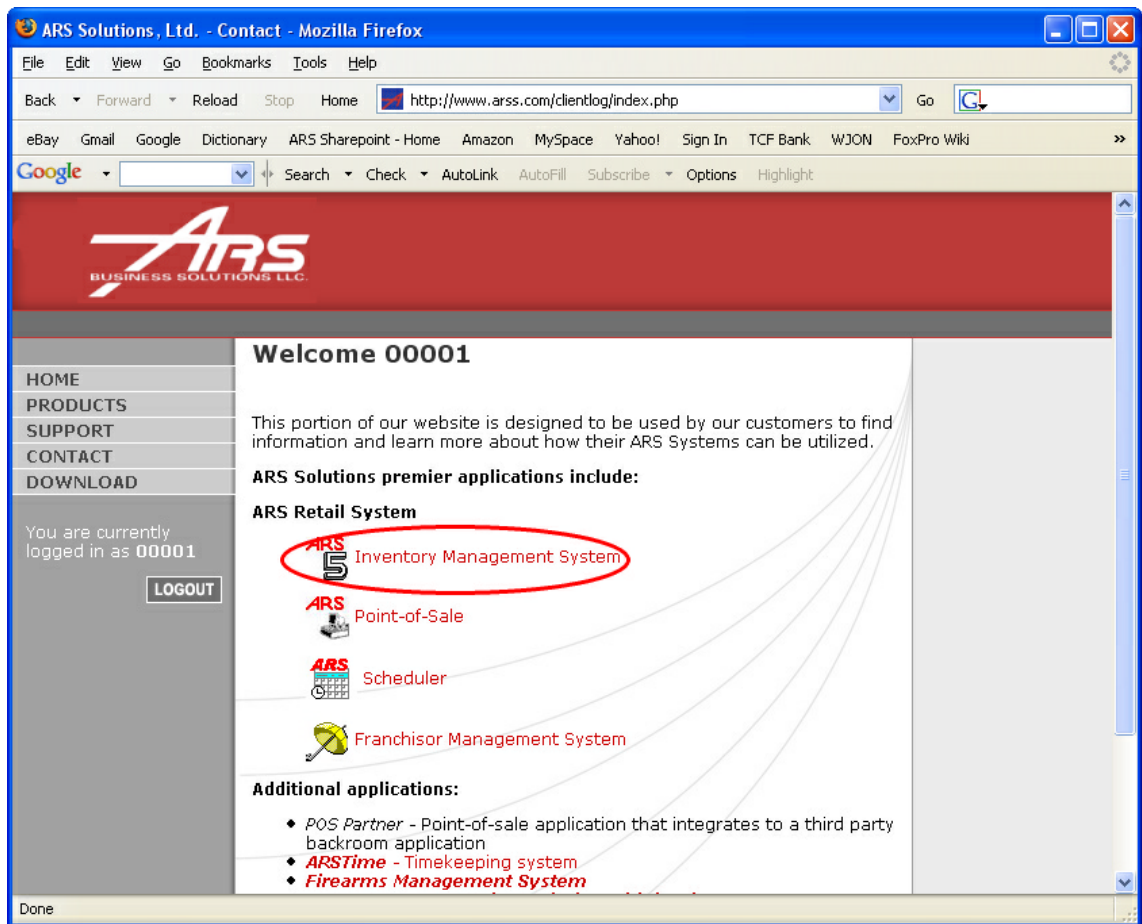 ARS Solutions, Ltd. - Contact - Mozilla Firefox
File Edit View Go Bookmarks Tools Help
Back Forward Reload Stop Home http://www.arss.com/clientlog/index.php Go G
eBay Gmail Google Dictionary ARS Sharepoint - Home Amazon MySpace Yahoo! Sign In TCF Bank WJON FoxPro Wiki »
Google Search Check AutoLink AutoFill Subscribe Options Highlight
ARS
BUSINESS SOLUTIONS LLC.
Welcome 00001
HOME
PRODUCTS
SUPPORT
CONTACT
DOWNLOAD
You are currently
logged in as 00001
LOGOUT
This portion of our website is designed to be used by our customers to find
information and learn more about how their ARS Systems can be utilized.
ARS Solutions premier applications include:
ARS Retail System
ARS 5 Inventory Management System
ARS Point-of-Sale
ARS Scheduler
Franchisor Management System
Additional applications:
• POS Partner - Point-of-sale application that integrates to a third party
backroom application
• ARSTime - Timekeeping system
• Firearms Management System
Done